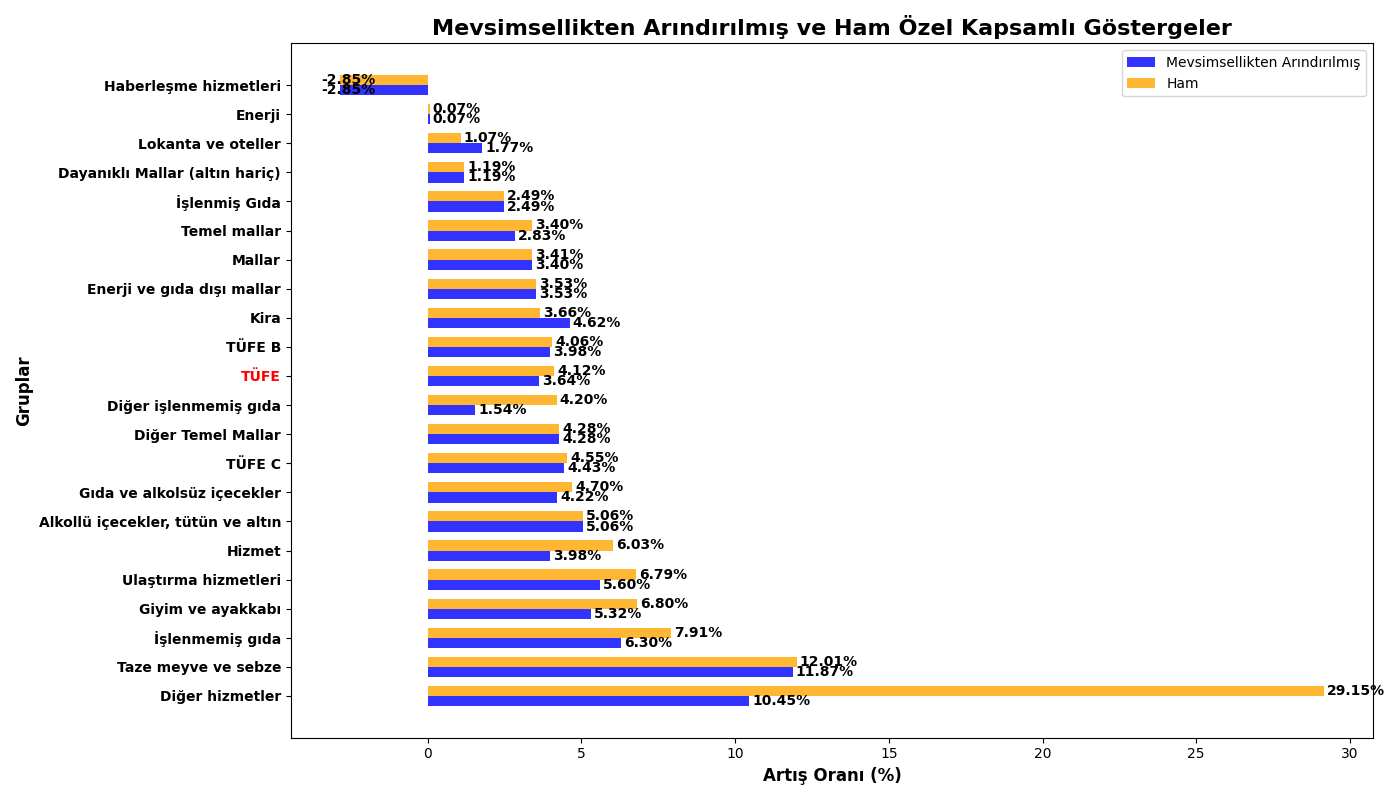 Mevsimsellikten Arındırılmış ve Ham Özel Kapsamlı Göstergeler
Mevsimsellikten Arındırılmış
Ham
Gruplar
Haberleşme hizmetleri
-2.85%
-2.85%
Enerji
0.07%
0.07%
Lokanta ve oteller
1.07%
1.77%
Dayanıklı Mallar (altın hariç)
1.19%
1.19%
İşlenmiş Gıda
2.49%
2.49%
Temel mallar
3.40%
2.83%
Mallar
3.41%
3.40%
Enerji ve gıda dışı mallar
3.53%
3.53%
Kira
3.66%
4.62%
TÜFE B
4.06%
3.98%
TÜFE
4.12%
3.64%
Diğer işlenmemiş gıda
4.20%
1.54%
Diğer Temel Mallar
4.28%
4.28%
TÜFE C
4.55%
4.43%
Gıda ve alkolsüz içecekler
4.70%
4.22%
Alkollü içecekler, tütün ve altın
5.06%
5.06%
Hizmet
6.03%
3.98%
Ulaştırma hizmetleri
6.79%
5.60%
Giyim ve ayakkabı
6.80%
5.32%
İşlenmemiş gıda
7.91%
6.30%
Taze meyve ve sebze
12.01%
11.87%
Diğer hizmetler
29.15%
10.45%
0 5 10 15 20 25 30
Artış Oranı (%)